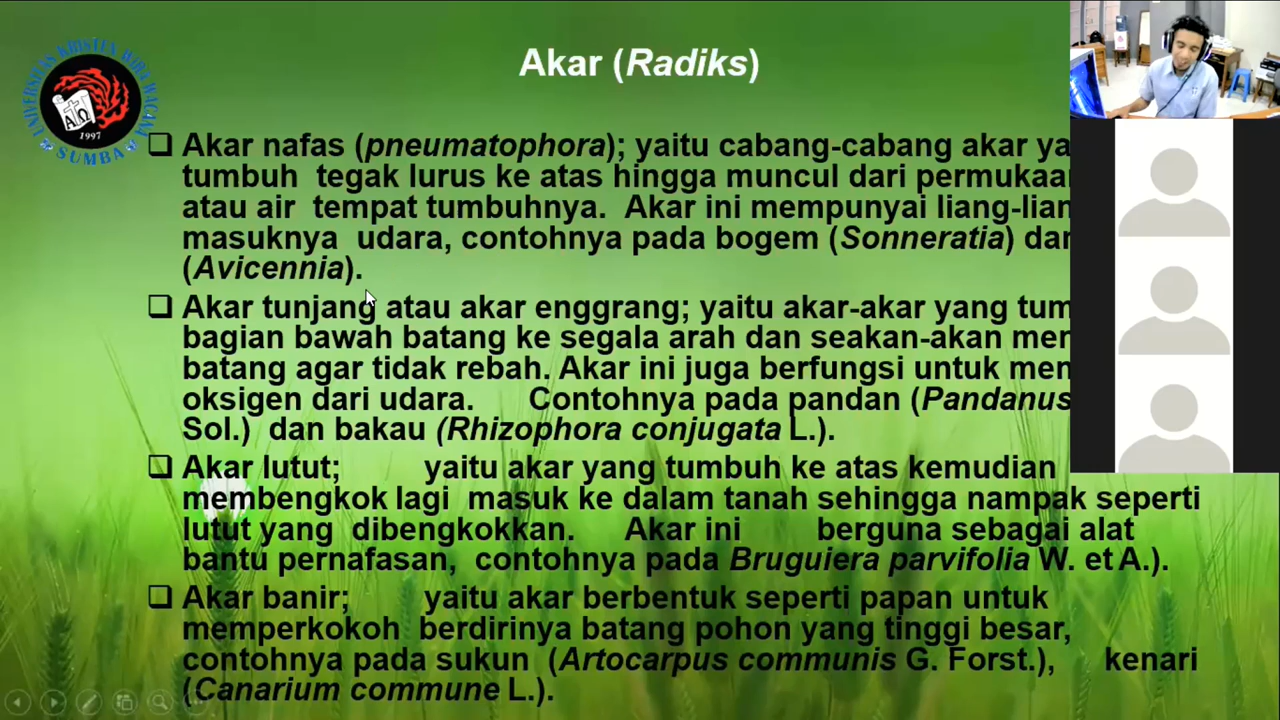 Akar (Radiks)
UNIVERSITAS KRISTEN WIRA WACANA
SUMBA
1997
❑ Akar nafas (pneumatophora); yaitu cabang-cabang akar ya
tumbuh tegak lurus ke atas hingga muncul dari permukaan
atau air tempat tumbuhnya. Akar ini mempunyai liang-lian
masuknya udara, contohnya pada bogem (Sonneratia) dan
(Avicennia).
❑ Akar tunjang atau akar enggrang; yaitu akar-akar yang tum
bagian bawah batang ke segala arah dan seakan-akan men
batang agar tidak rebah. Akar ini juga berfungsi untuk men
oksigen dari udara. Contohnya pada pandan (Pandanus
Sol.) dan bakau (Rhizophora conjugata L.).
❑ Akar lutut; yaitu akar yang tumbuh ke atas kemudian
membengkok lagi masuk ke dalam tanah sehingga nampak seperti
lutut yang dibengkokkan. Akar ini berguna sebagai alat
bantu pernafasan, contohnya pada Bruguiera parvifolia W. et A.).
❑ Akar banir; yaitu akar berbentuk seperti papan untuk
memperkokoh berdirinya batang pohon yang tinggi besar,
contohnya pada sukun (Artocarpus communis G. Forst.), kenari
(Canarium commune L.).